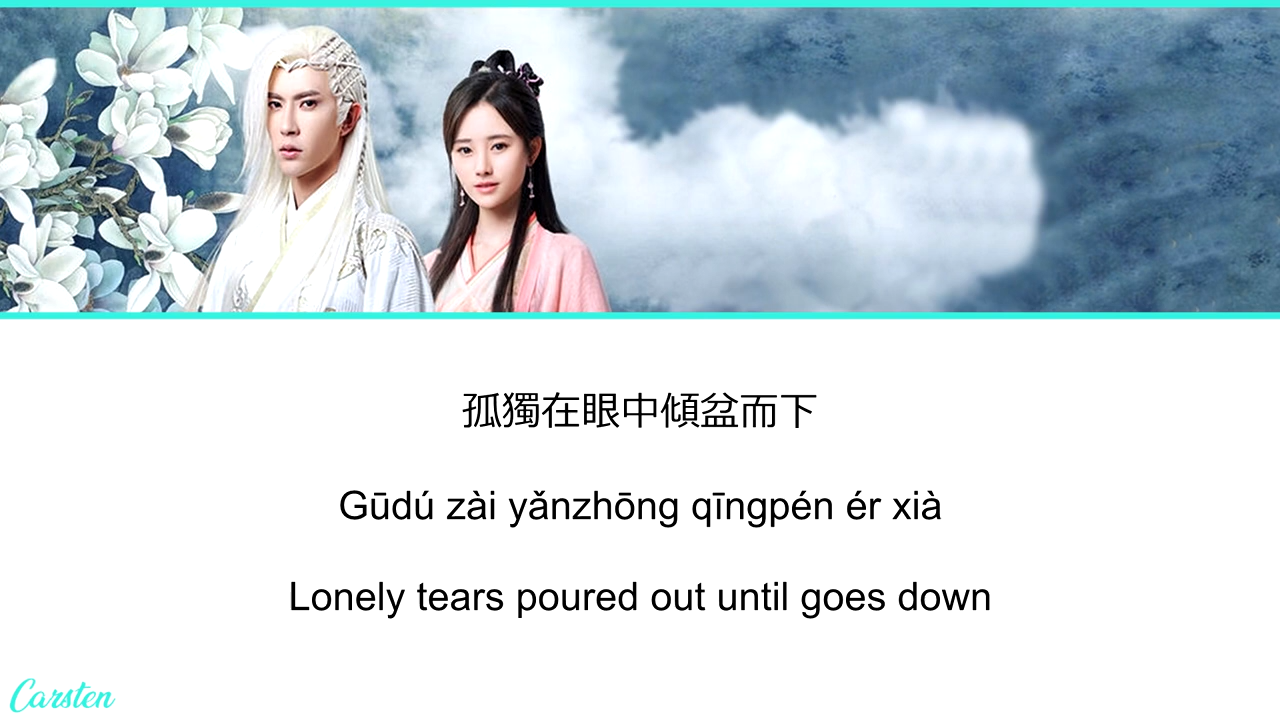 孤獨在眼中傾盆而下
Gūdú zài yǎnzhōng qīngpén ér xià
Lonely tears poured out until goes down
Carsten